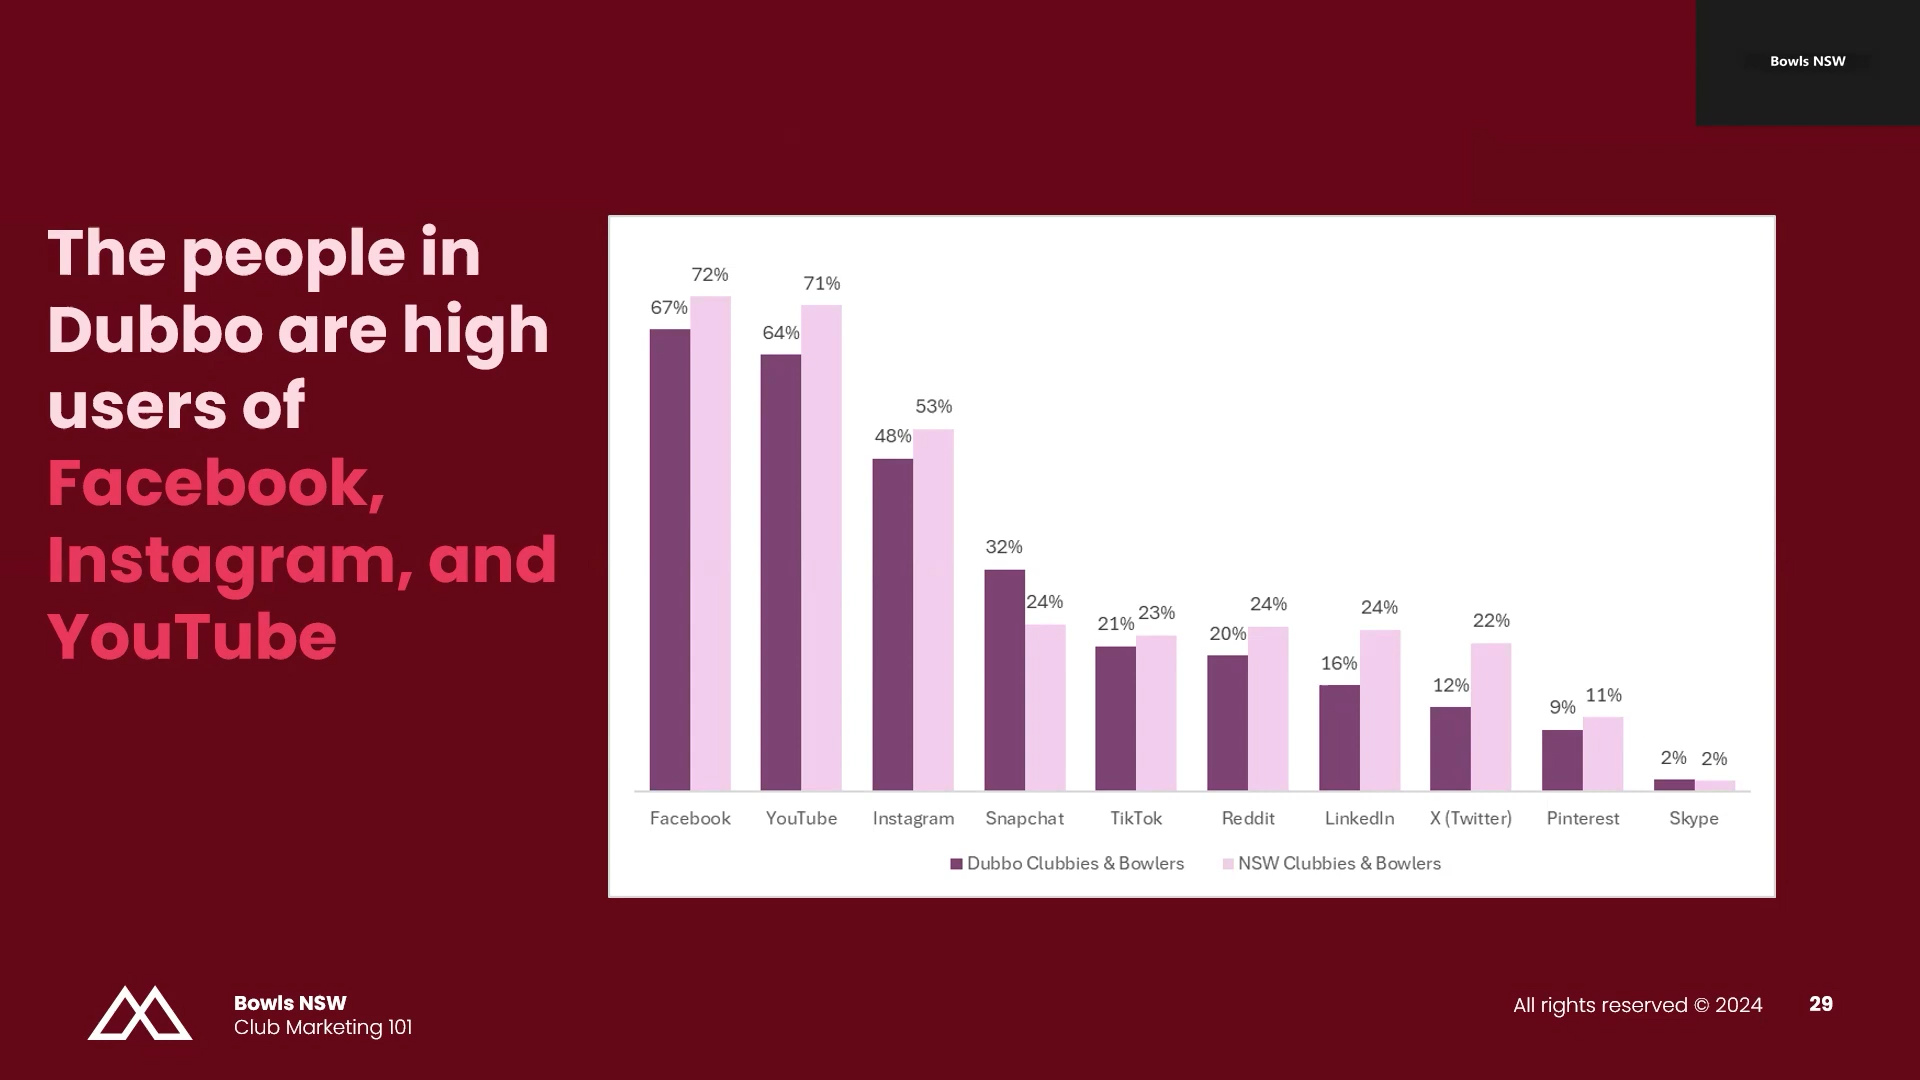 Bowls NSW
The people in
Dubbo are high
users of
Facebook,
Instagram, and
YouTube
67% 72% 64% 71% 48% 53% 32% 24% 21% 23% 20% 24% 16% 24% 12% 22% 9% 11% 2% 2%
Facebook YouTube Instagram Snapchat TikTok Reddit LinkedIn X (Twitter) Pinterest Skype
Dubbo Clubbies & Bowlers NSW Clubbies & Bowlers
Bowls NSW
Club Marketing 101
All rights reserved © 2024 29